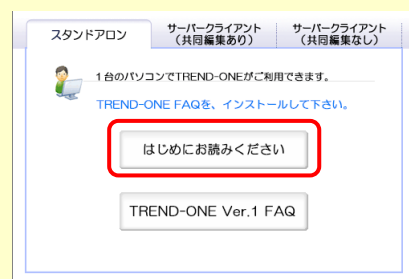 スタンドアロン
サーバークライアント
（共同編集あり）
サーバークライアント
（共同編集なし）
1台のパソコンでTREND-ONEがご利用できます。
TREND-ONE FAQを、インストールして下さい。
はじめにお読みください
TREND-ONE Ver.1 FAQ